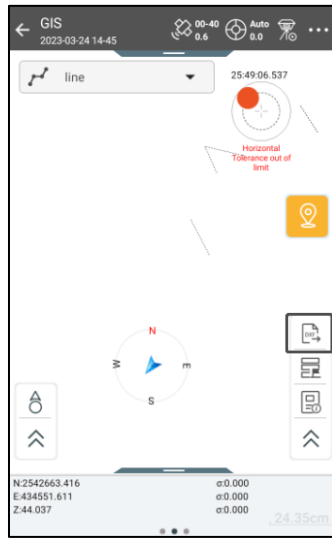 GIS
2023-03-24 14-45
00-40
0.6
Auto
0.0
line
25:49:06.537
Horizontal
Tolerance out of
limit
DXF
N
W
E
S
N:2542663.416
σ:0.000
E:434551.611
σ:0.000
Z:44.037
σ:0.000
24.35cm